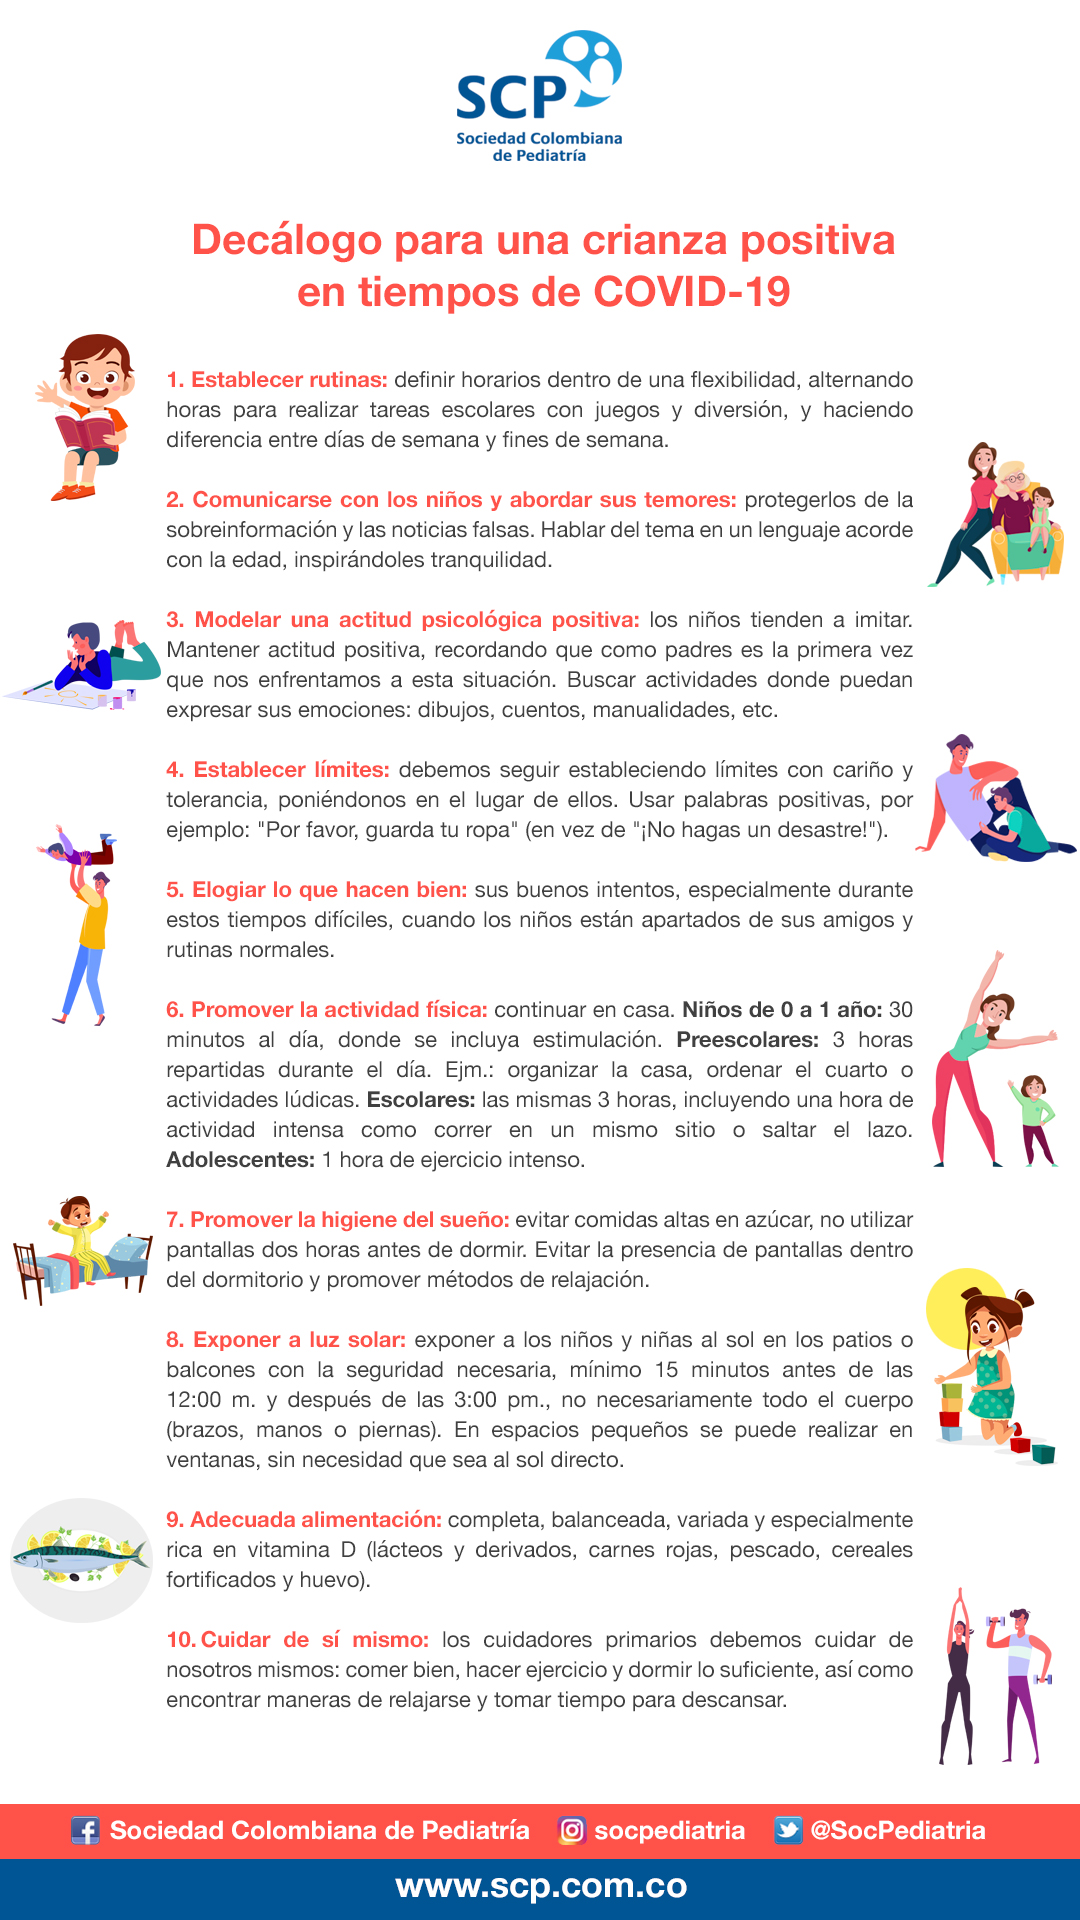 SCP
Sociedad Colombiana
de Pediatría
Decálogo para una crianza positiva
en tiempos de COVID-19
1. Establecer rutinas: definir horarios dentro de una flexibilidad, alternando
horas para realizar tareas escolares con juegos y diversión, y haciendo
diferencia entre días de semana y fines de semana.
2. Comunicarse con los niños y abordar sus temores: protegerlos de la
sobreinformación y las noticias falsas. Hablar del tema en un lenguaje acorde
con la edad, inspirándoles tranquilidad.
3. Modelar una actitud psicológica positiva: los niños tienden a imitar.
Mantener actitud positiva, recordando que como padres es la primera vez
que nos enfrentamos a esta situación. Buscar actividades donde puedan
expresar sus emociones: dibujos, cuentos, manualidades, etc.
4. Establecer límites: debemos seguir estableciendo límites con cariño y
tolerancia, poniéndonos en el lugar de ellos. Usar palabras positivas, por
ejemplo: "Por favor, guarda tu ropa" (en vez de "¡No hagas un desastre!").
5. Elogiar lo que hacen bien: sus buenos intentos, especialmente durante
estos tiempos difíciles, cuando los niños están apartados de sus amigos y
rutinas normales.
6. Promover la actividad física: continuar en casa. Niños de 0 a 1 año: 30
minutos al día, donde se incluya estimulación. Preescolares: 3 horas
repartidas durante el día. Ejm.: organizar la casa, ordenar el cuarto o
actividades lúdicas. Escolares: las mismas 3 horas, incluyendo una hora de
actividad intensa como correr en un mismo sitio o saltar el lazo.
Adolescentes: 1 hora de ejercicio intenso.
7. Promover la higiene del sueño: evitar comidas altas en azúcar, no utilizar
pantallas dos horas antes de dormir. Evitar la presencia de pantallas dentro
del dormitorio y promover métodos de relajación.
8. Exponer a luz solar: exponer a los niños y niñas al sol en los patios o
balcones con la seguridad necesaria, mínimo 15 minutos antes de las
12:00 m. y después de las 3:00 pm., no necesariamente todo el cuerpo
(brazos, manos o piernas). En espacios pequeños se puede realizar en
ventanas, sin necesidad que sea al sol directo.
9. Adecuada alimentación: completa, balanceada, variada y especialmente
rica en vitamina D (lácteos y derivados, carnes rojas, pescado, cereales
fortificados y huevo).
10. Cuidar de sí mismo: los cuidadores primarios debemos cuidar de
nosotros mismos: comer bien, hacer ejercicio y dormir lo suficiente, así como
encontrar maneras de relajarse y tomar tiempo para descansar.
Sociedad Colombiana de Pediatría socpediatria @SocPediatria
www.scp.com.co